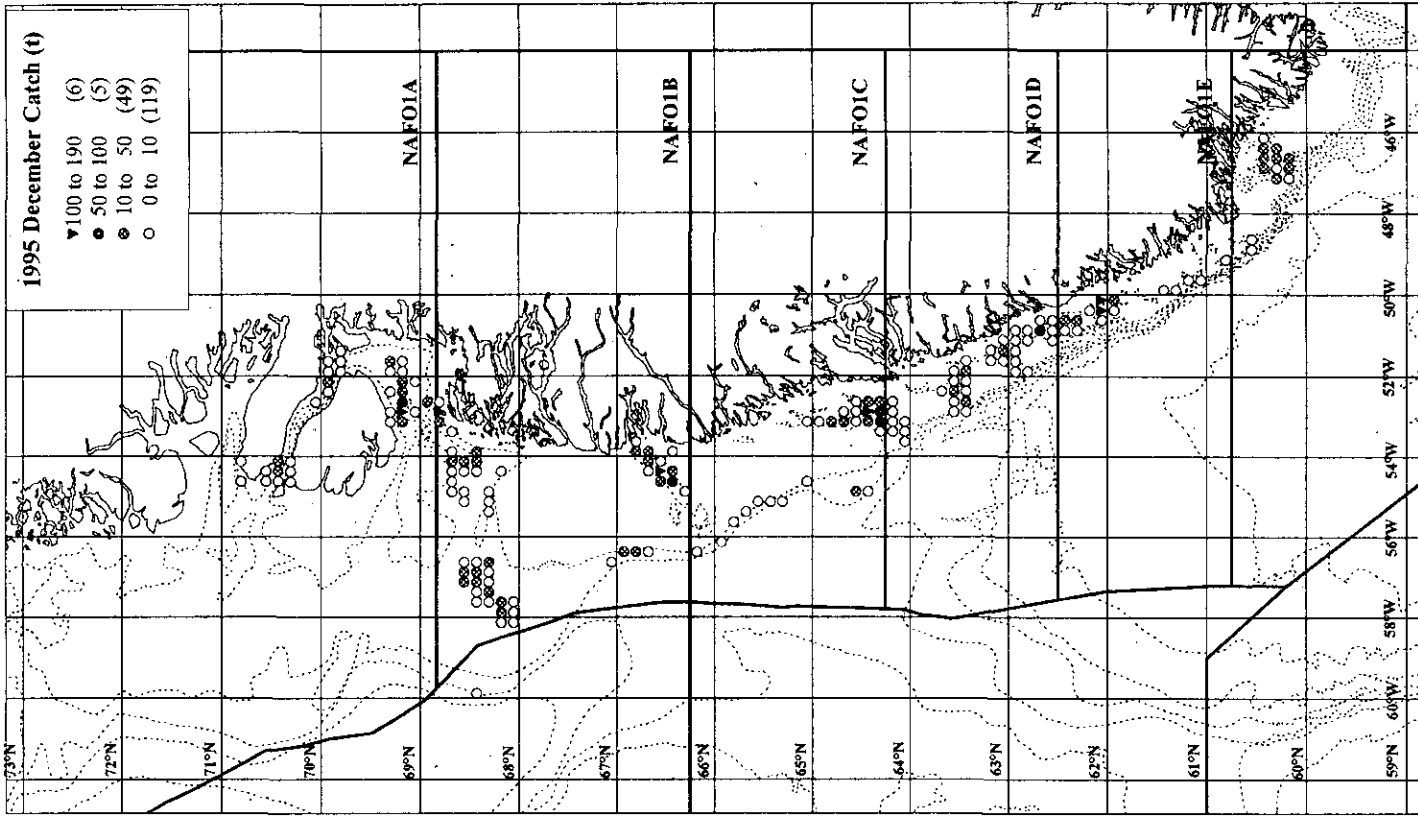 1995 December Catch (t)
▼ 100 to 190 (6)
● 50 to 100 (5)
⊗ 10 to 50 (49)
○ 0 to 10 (119)
73°N
72°N
71°N
70°N
69°N
68°N
67°N
66°N
65°N
64°N
63°N
62°N
61°N
60°N
59°N
NAFO1A
NAFO1B
NAFO1C
NAFO1D
NAFO1E
60°W
58°W
56°W
54°W
52°W
50°W
48°W
46°W